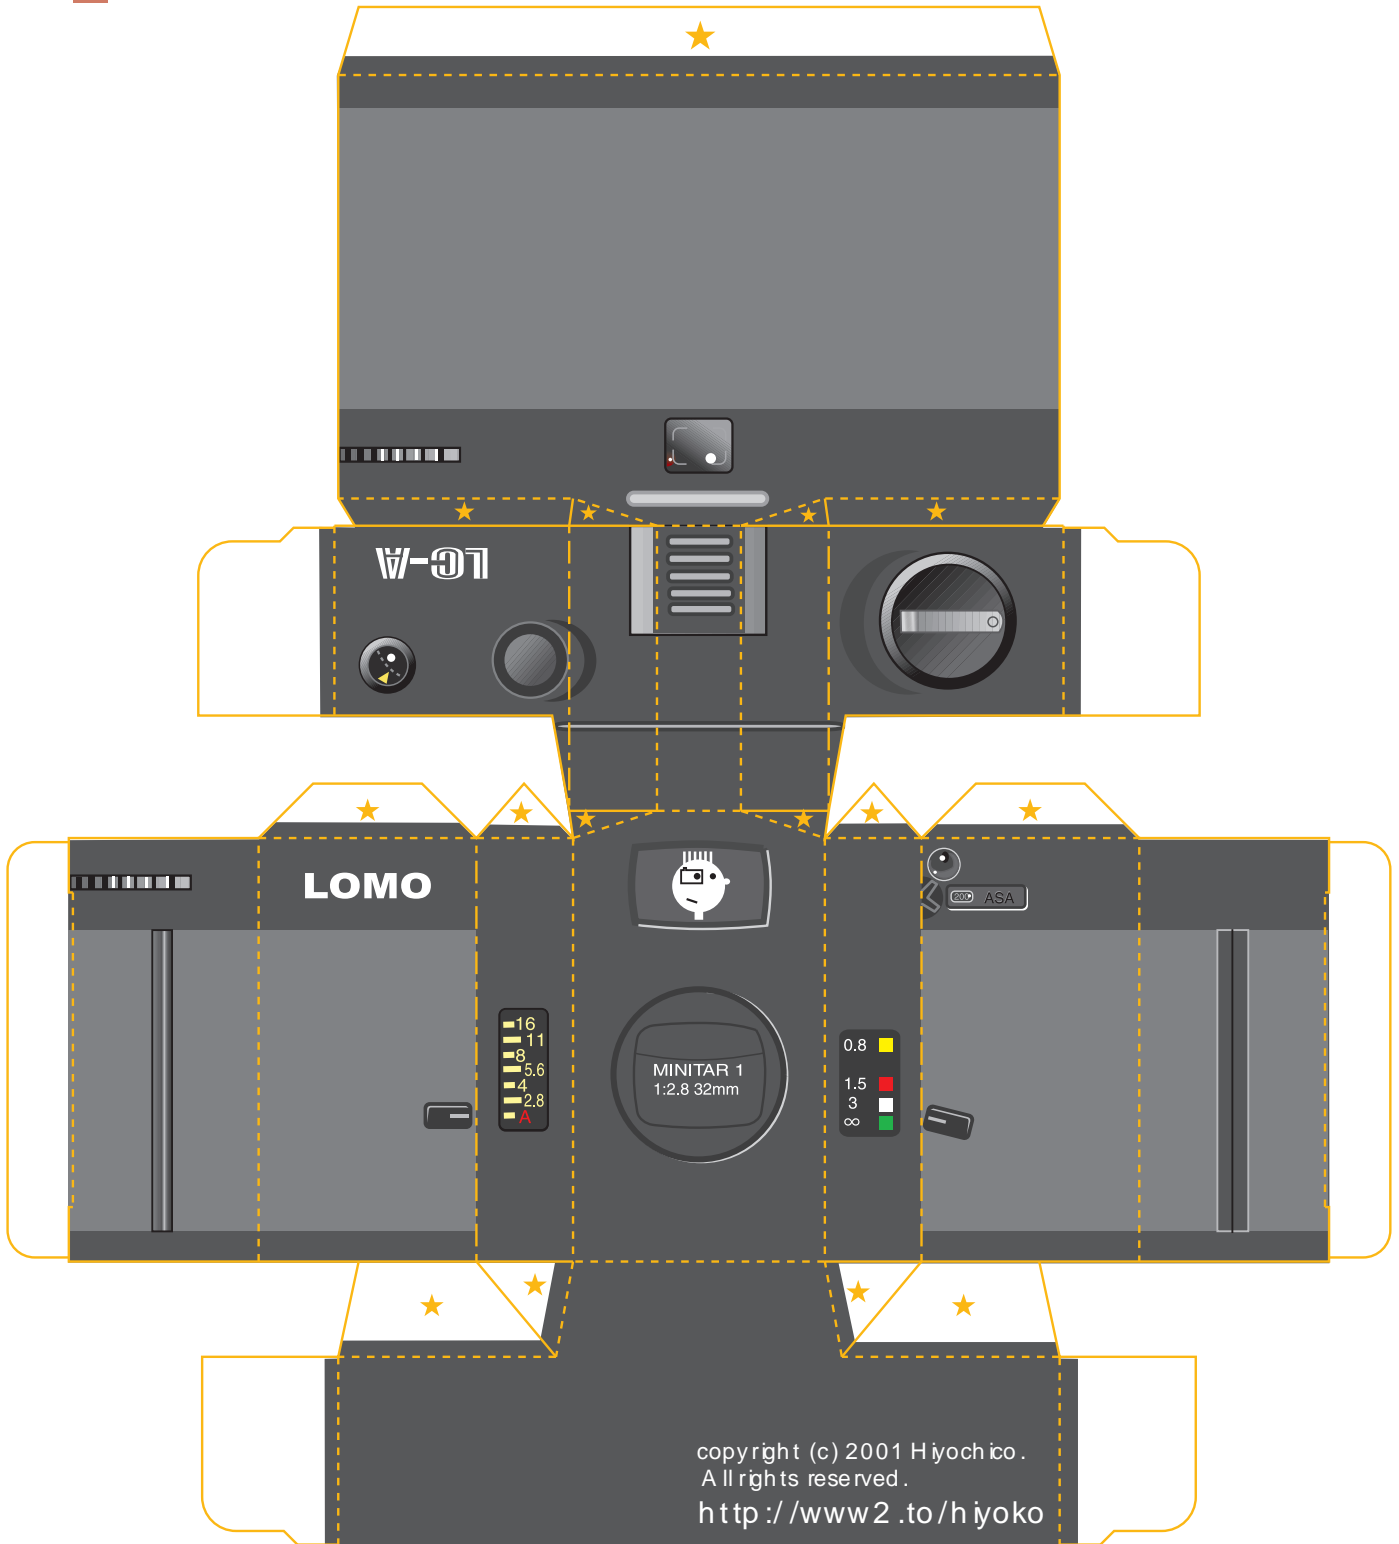 LC-A
LOMO
200 ASA
16
11
8
5.6
4
2.8
A
MINITAR 1
1:2.8 32mm
0.8
1.5
3
∞
copyright (c) 2001 Hiyochico.
All rights reserved.
http://www2.to/hiyoko